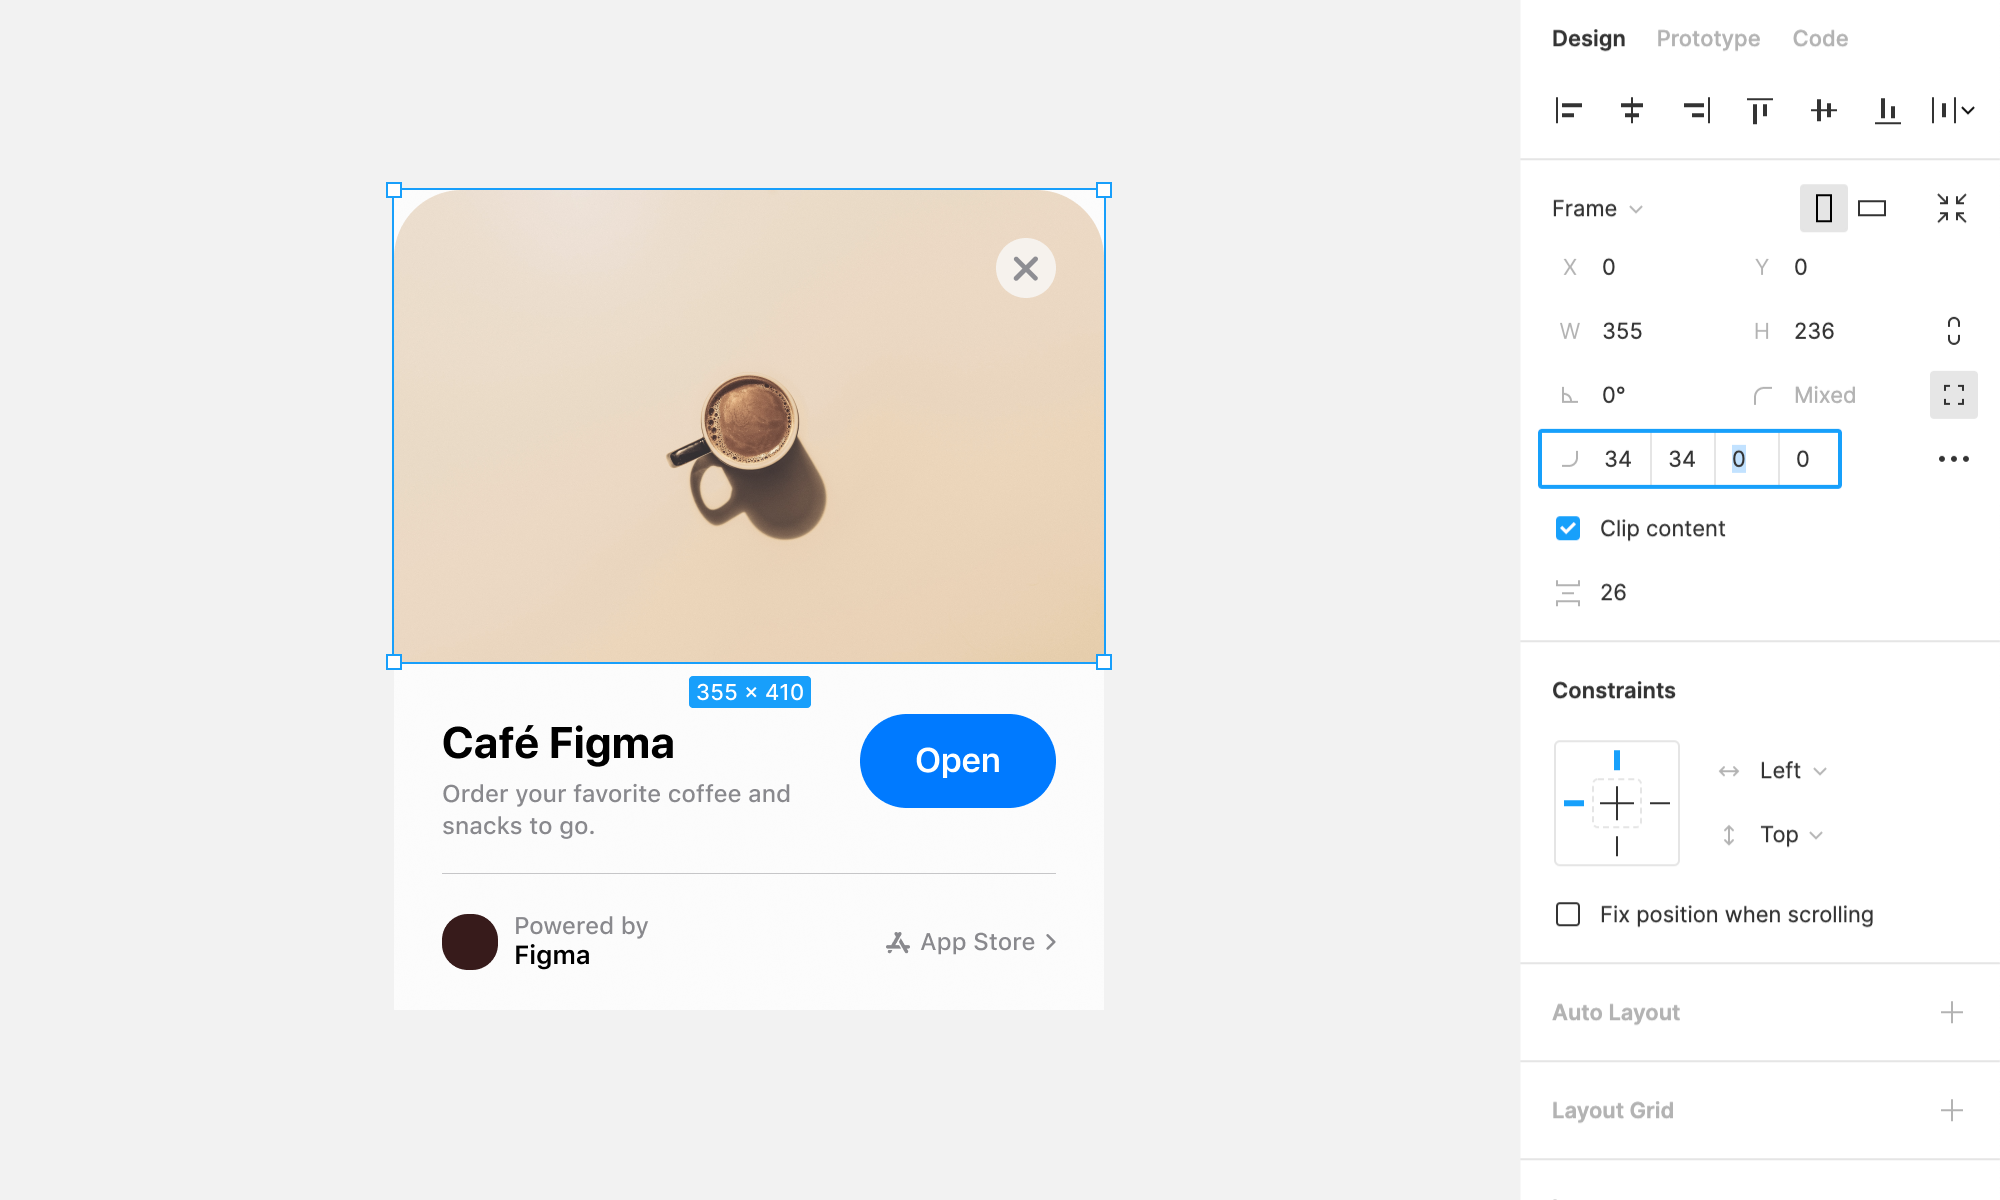 Design Prototype Code
Frame
X 0 Y 0
W 355 H 236
0° Mixed
34 34 0 0
Clip content
26
355 × 410
Café Figma
Open
Order your favorite coffee and
snacks to go.
Powered by
Figma
App Store
Constraints
Left
Top
Fix position when scrolling
Auto Layout
Layout Grid